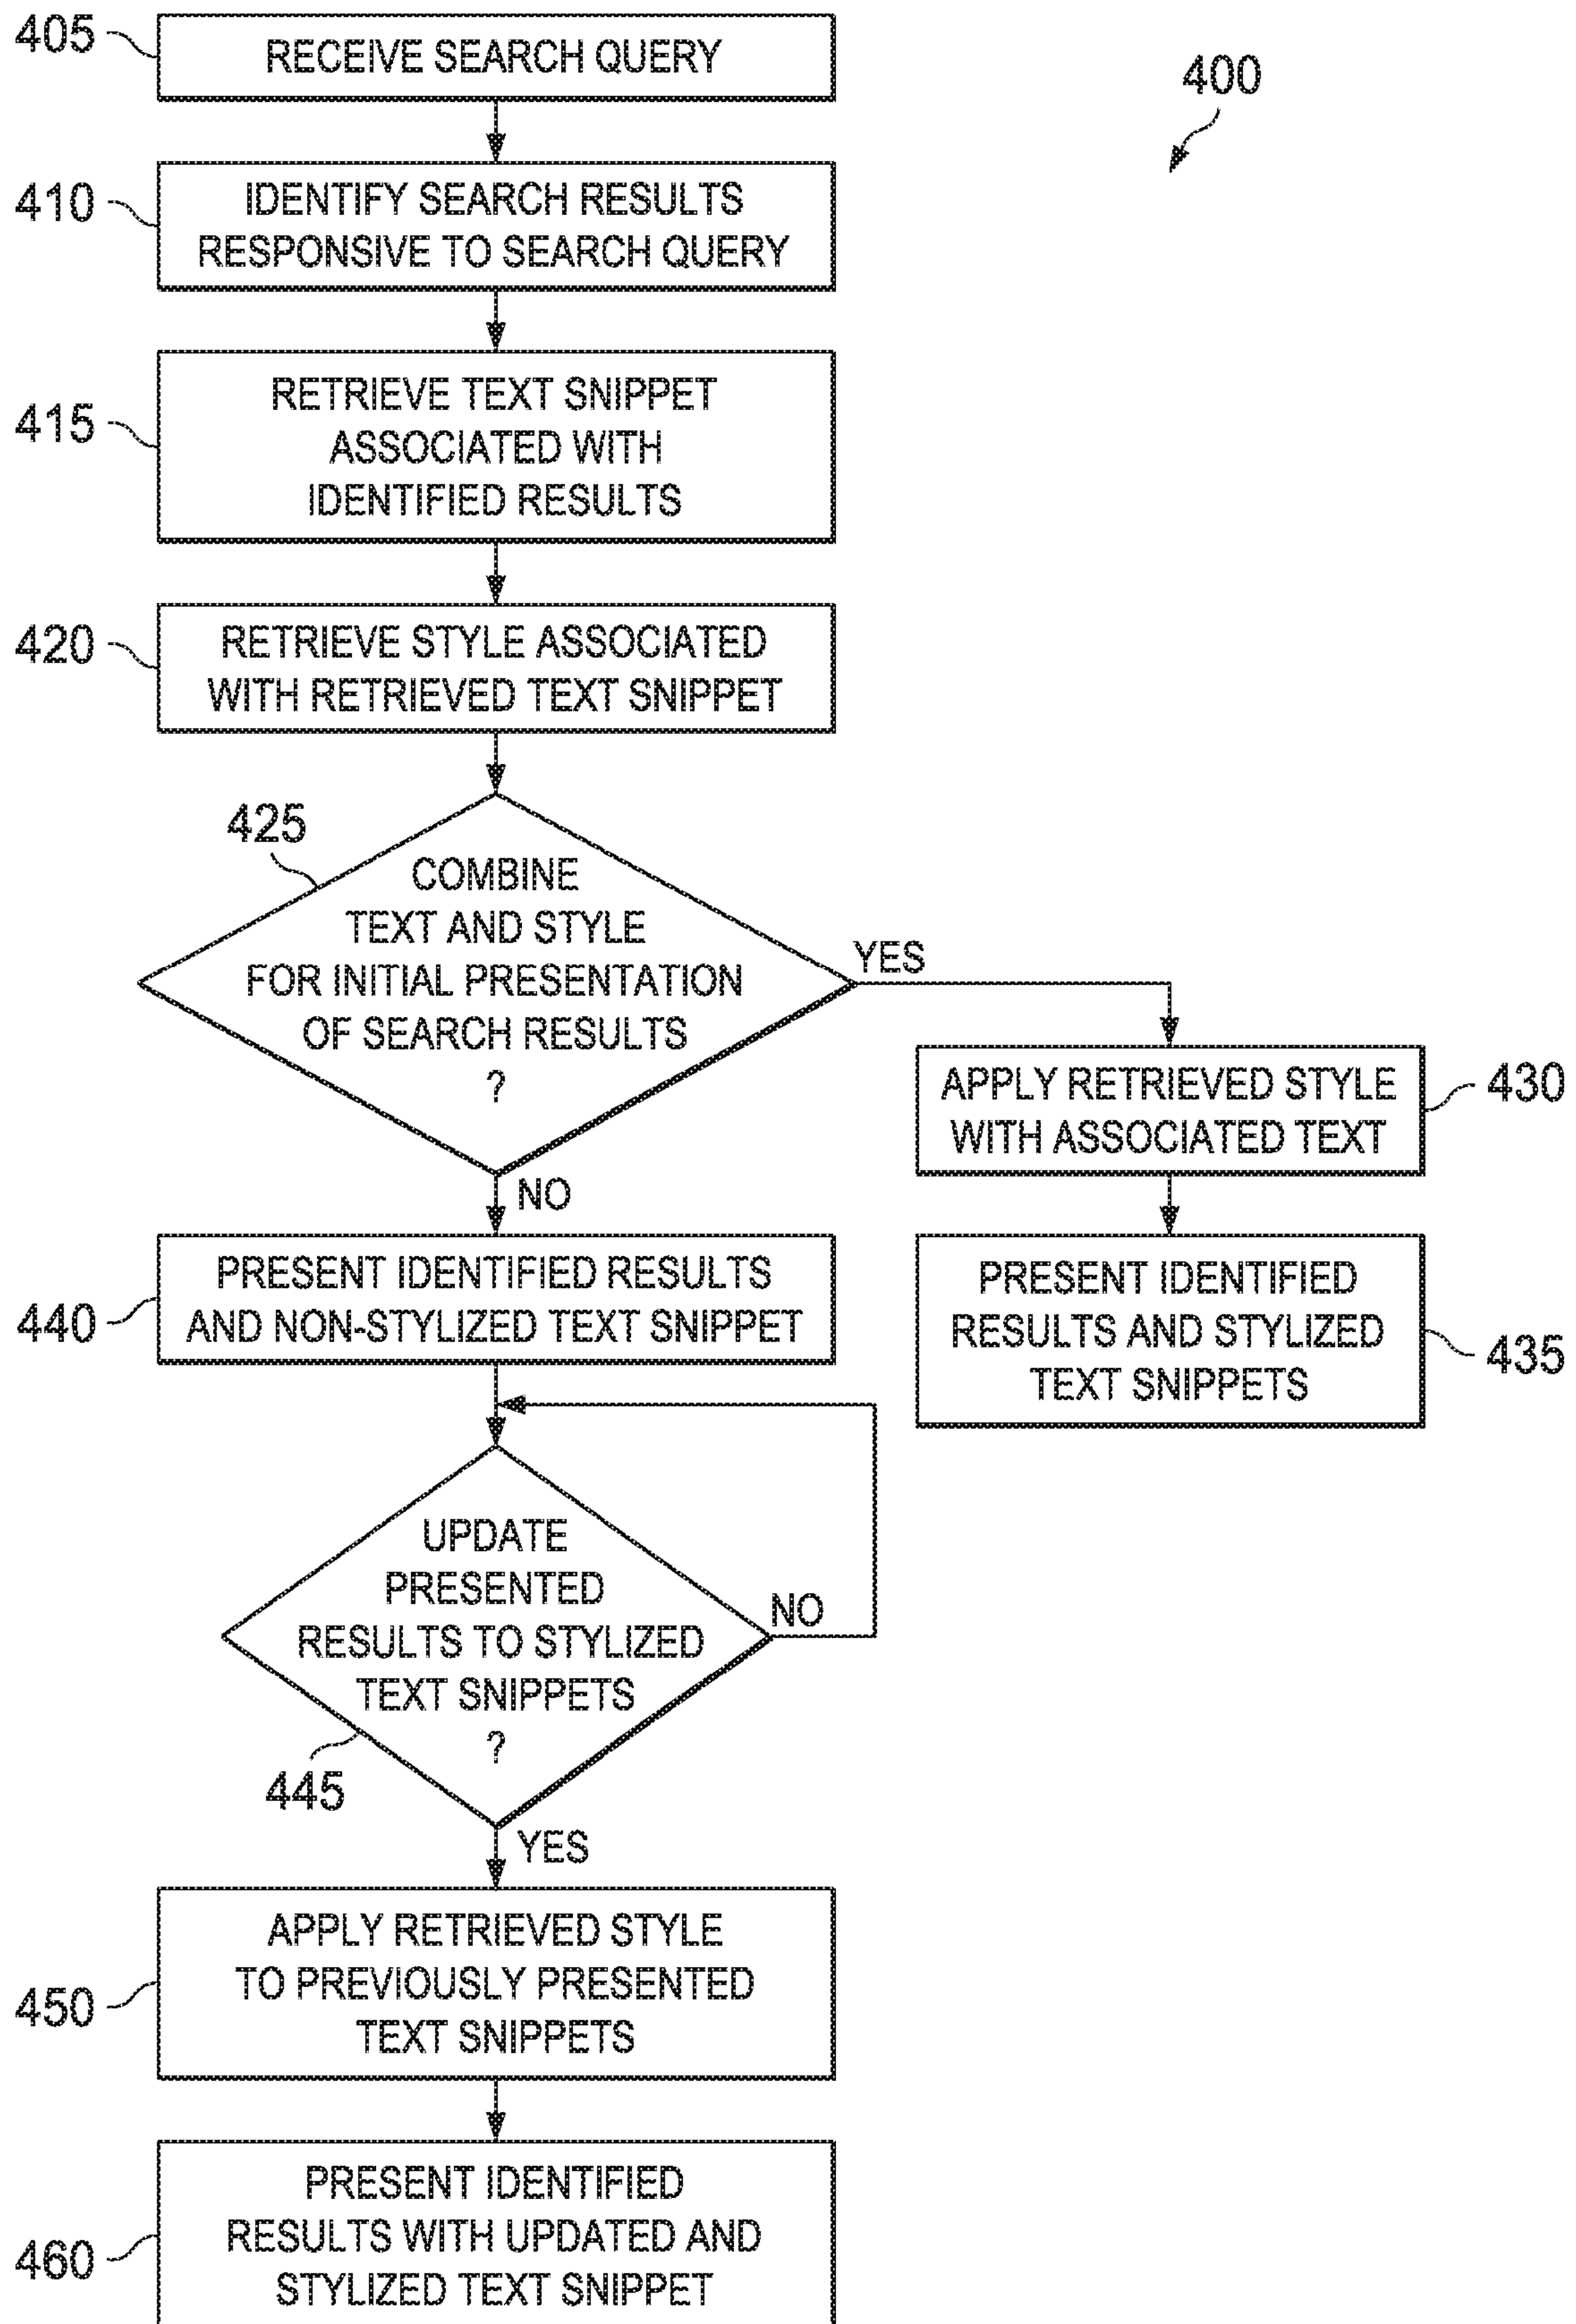 405
RECEIVE SEARCH QUERY
400
410
IDENTIFY SEARCH RESULTS
RESPONSIVE TO SEARCH QUERY
415
RETRIEVE TEXT SNIPPET
ASSOCIATED WITH
IDENTIFIED RESULTS
420
RETRIEVE STYLE ASSOCIATED
WITH RETRIEVED TEXT SNIPPET
425
COMBINE
TEXT AND STYLE
FOR INITIAL PRESENTATION
OF SEARCH RESULTS
?
YES
NO
APPLY RETRIEVED STYLE
WITH ASSOCIATED TEXT
430
PRESENT IDENTIFIED
RESULTS AND STYLIZED
TEXT SNIPPETS
435
440
PRESENT IDENTIFIED RESULTS
AND NON-STYLIZED TEXT SNIPPET
UPDATE
PRESENTED
RESULTS TO STYLIZED
TEXT SNIPPETS
?
NO
445
YES
450
APPLY RETRIEVED STYLE
TO PREVIOUSLY PRESENTED
TEXT SNIPPETS
460
PRESENT IDENTIFIED
RESULTS WITH UPDATED AND
STYLIZED TEXT SNIPPET